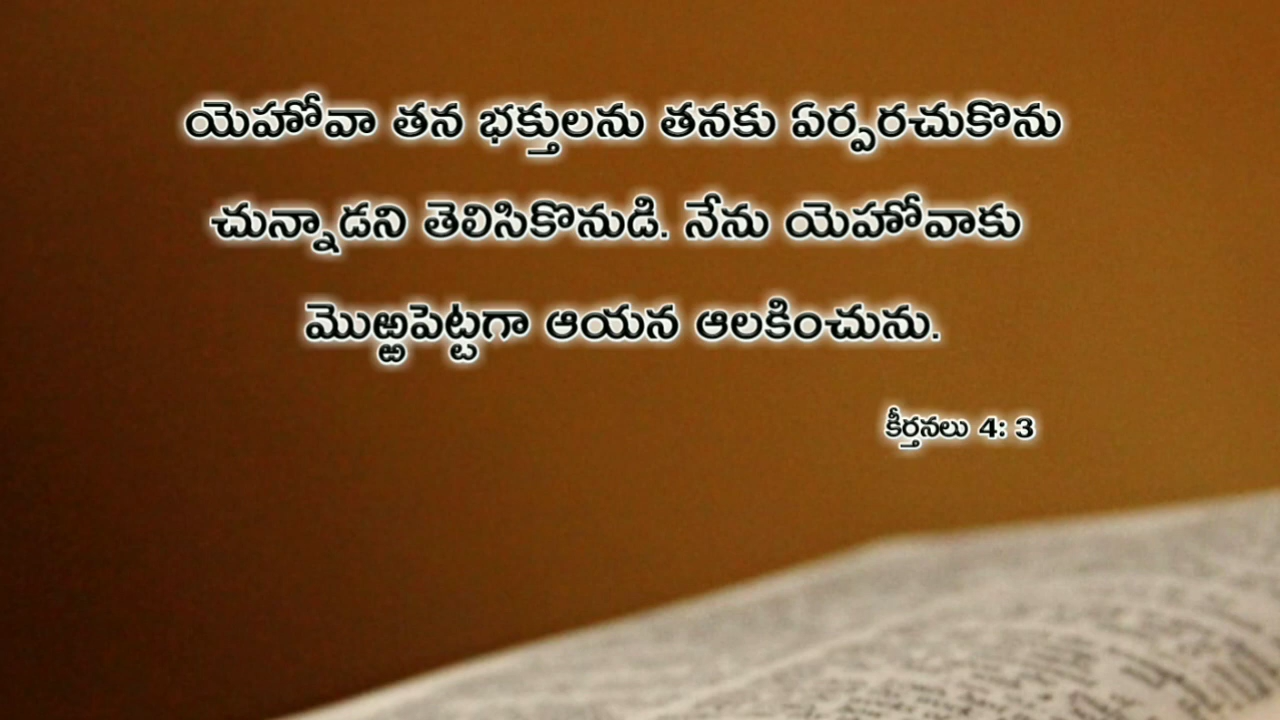 యెహోవా తన భక్తులను తనకు ఏర్పరచుకొను
చున్నాడని తెలిసికొనుడి. నేను యెహోవాకు
మొఱ్ఱపెట్టగా ఆయన ఆలకించును.
కీర్తనలు 4: 3